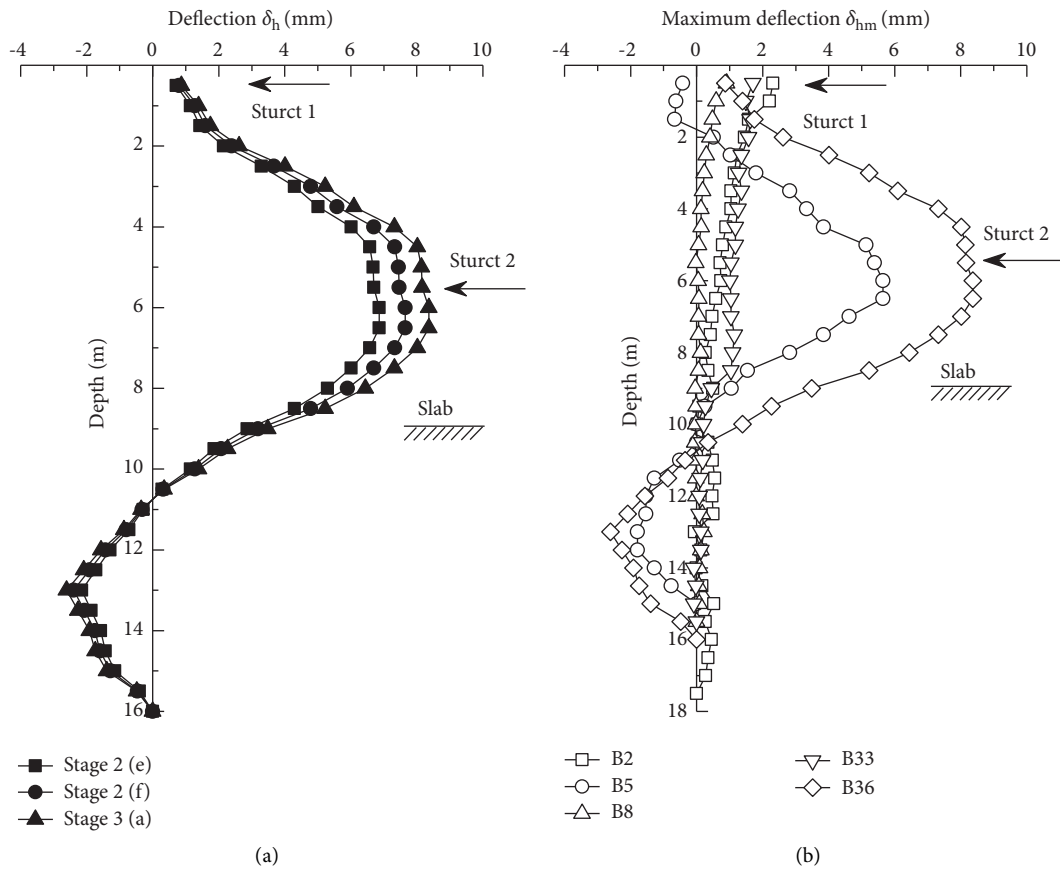 Deflection δh (mm)
-4 -2 0 2 4 6 8 10
Sturct 1
2
4
Sturct 2
6
Depth (m)
8
Slab
10
12
14
16
Stage 2 (e)
Stage 2 (f)
Stage 3 (a)
(a)
Maximum deflection δhm (mm)
-4 -2 0 2 4 6 8 10
Sturct 1
2
4
Sturct 2
6
Depth (m)
8
Slab
10
12
14
16
18
B2
B5
B8
B33
B36
(b)